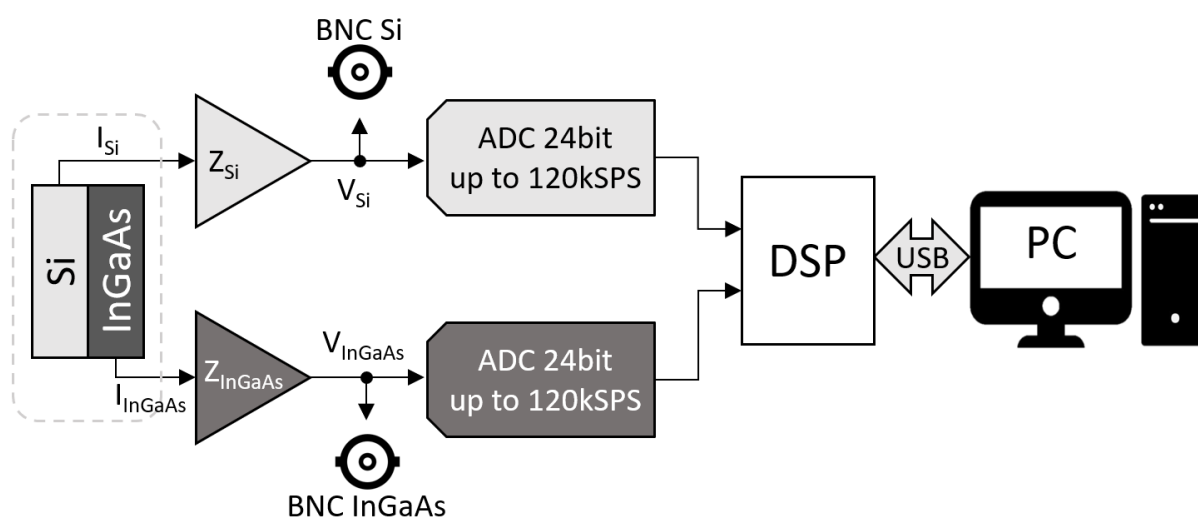 BNC Si
I_Si
Z_Si
V_Si
ADC 24bit
up to 120kSPS
Si
InGaAs
DSP
USB
PC
I_InGaAs
Z_InGaAs
V_InGaAs
ADC 24bit
up to 120kSPS
BNC InGaAs